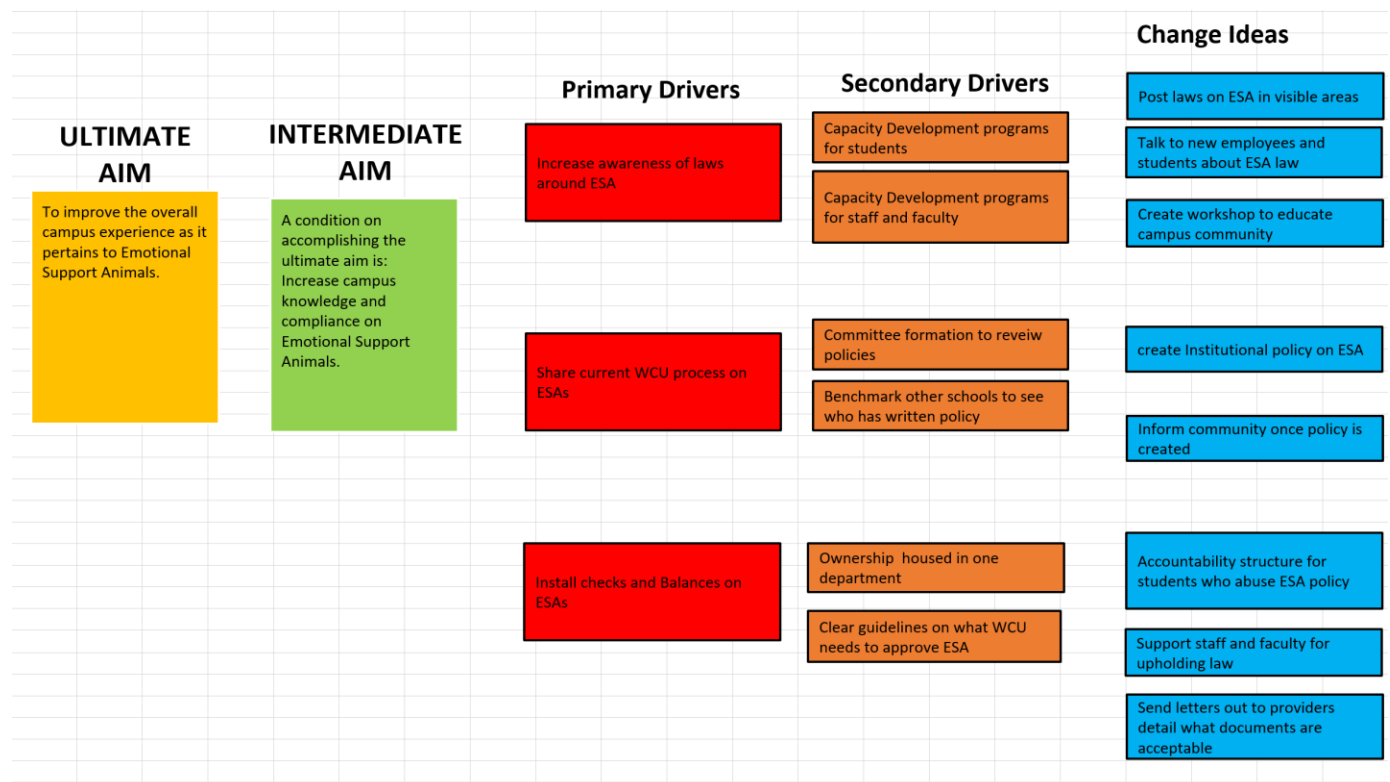 ULTIMATE
AIM
To improve the overall
campus experience as it
pertains to Emotional
Support Animals.
INTERMEDIATE
AIM
A condition on
accomplishing the
ultimate aim is:
Increase campus
knowledge and
compliance on
Emotional Support
Animals.
Primary Drivers
Increase awareness of laws
around ESA
Share current WCU process on
ESAs
Install checks and Balances on
ESAs
Secondary Drivers
Capacity Development programs
for students
Capacity Development programs
for staff and faculty
Committee formation to reveiw
policies
Benchmark other schools to see
who has written policy
Ownership housed in one
department
Clear guidelines on what WCU
needs to approve ESA
Change Ideas
Post laws on ESA in visible areas
Talk to new employees and
students about ESA law
Create workshop to educate
campus community
create Institutional policy on ESA
Inform community once policy is
created
Accountability structure for
students who abuse ESA policy
Support staff and faculty for
upholding law
Send letters out to providers
detail what documents are
acceptable